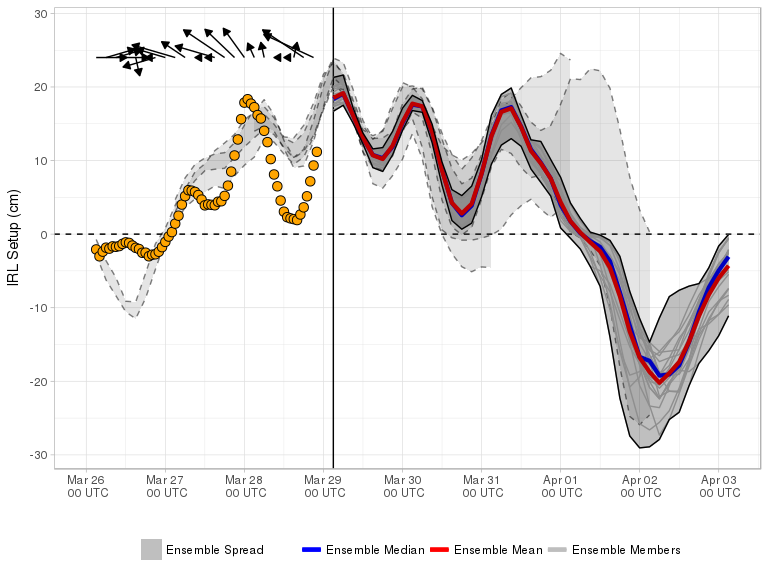 IRL Setup (cm)
30
20
10
0
-10
-20
-30
Mar 26 Mar 27 Mar 28 Mar 29 Mar 30 Mar 31 Apr 01 Apr 02 Apr 03
00 UTC 00 UTC 00 UTC 00 UTC 00 UTC 00 UTC 00 UTC 00 UTC 00 UTC
Ensemble Spread Ensemble Median Ensemble Mean Ensemble Members